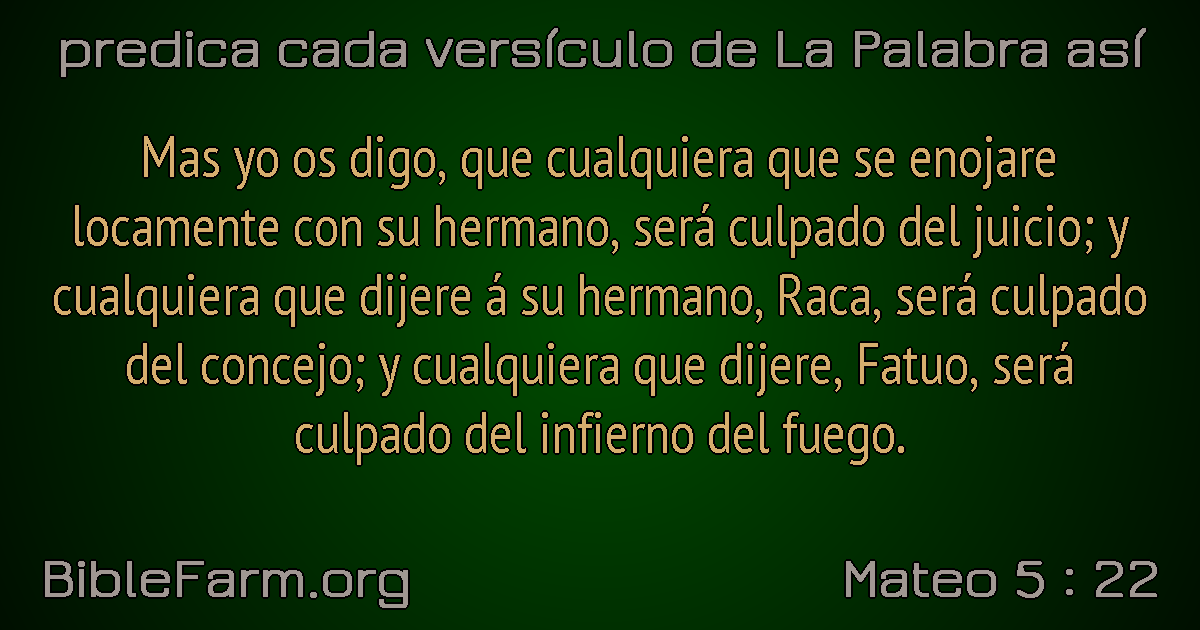 predica cada versículo de La Palabra así
Mas yo os digo, que cualquiera que se enojare
locamente con su hermano, será culpado del juicio; y
cualquiera que dijere á su hermano, Raca, será culpado
del concejo; y cualquiera que dijere, Fatuo, será
culpado del infierno del fuego.
BibleFarm.org
Mateo 5 : 22